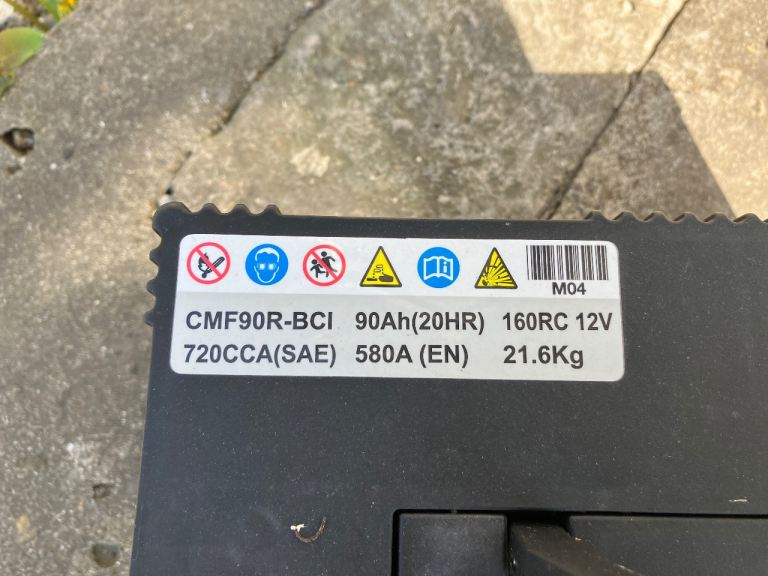 M04
CMF90R-BCI 90Ah(20HR) 160RC 12V
720CCA(SAE) 580A (EN) 21.6Kg